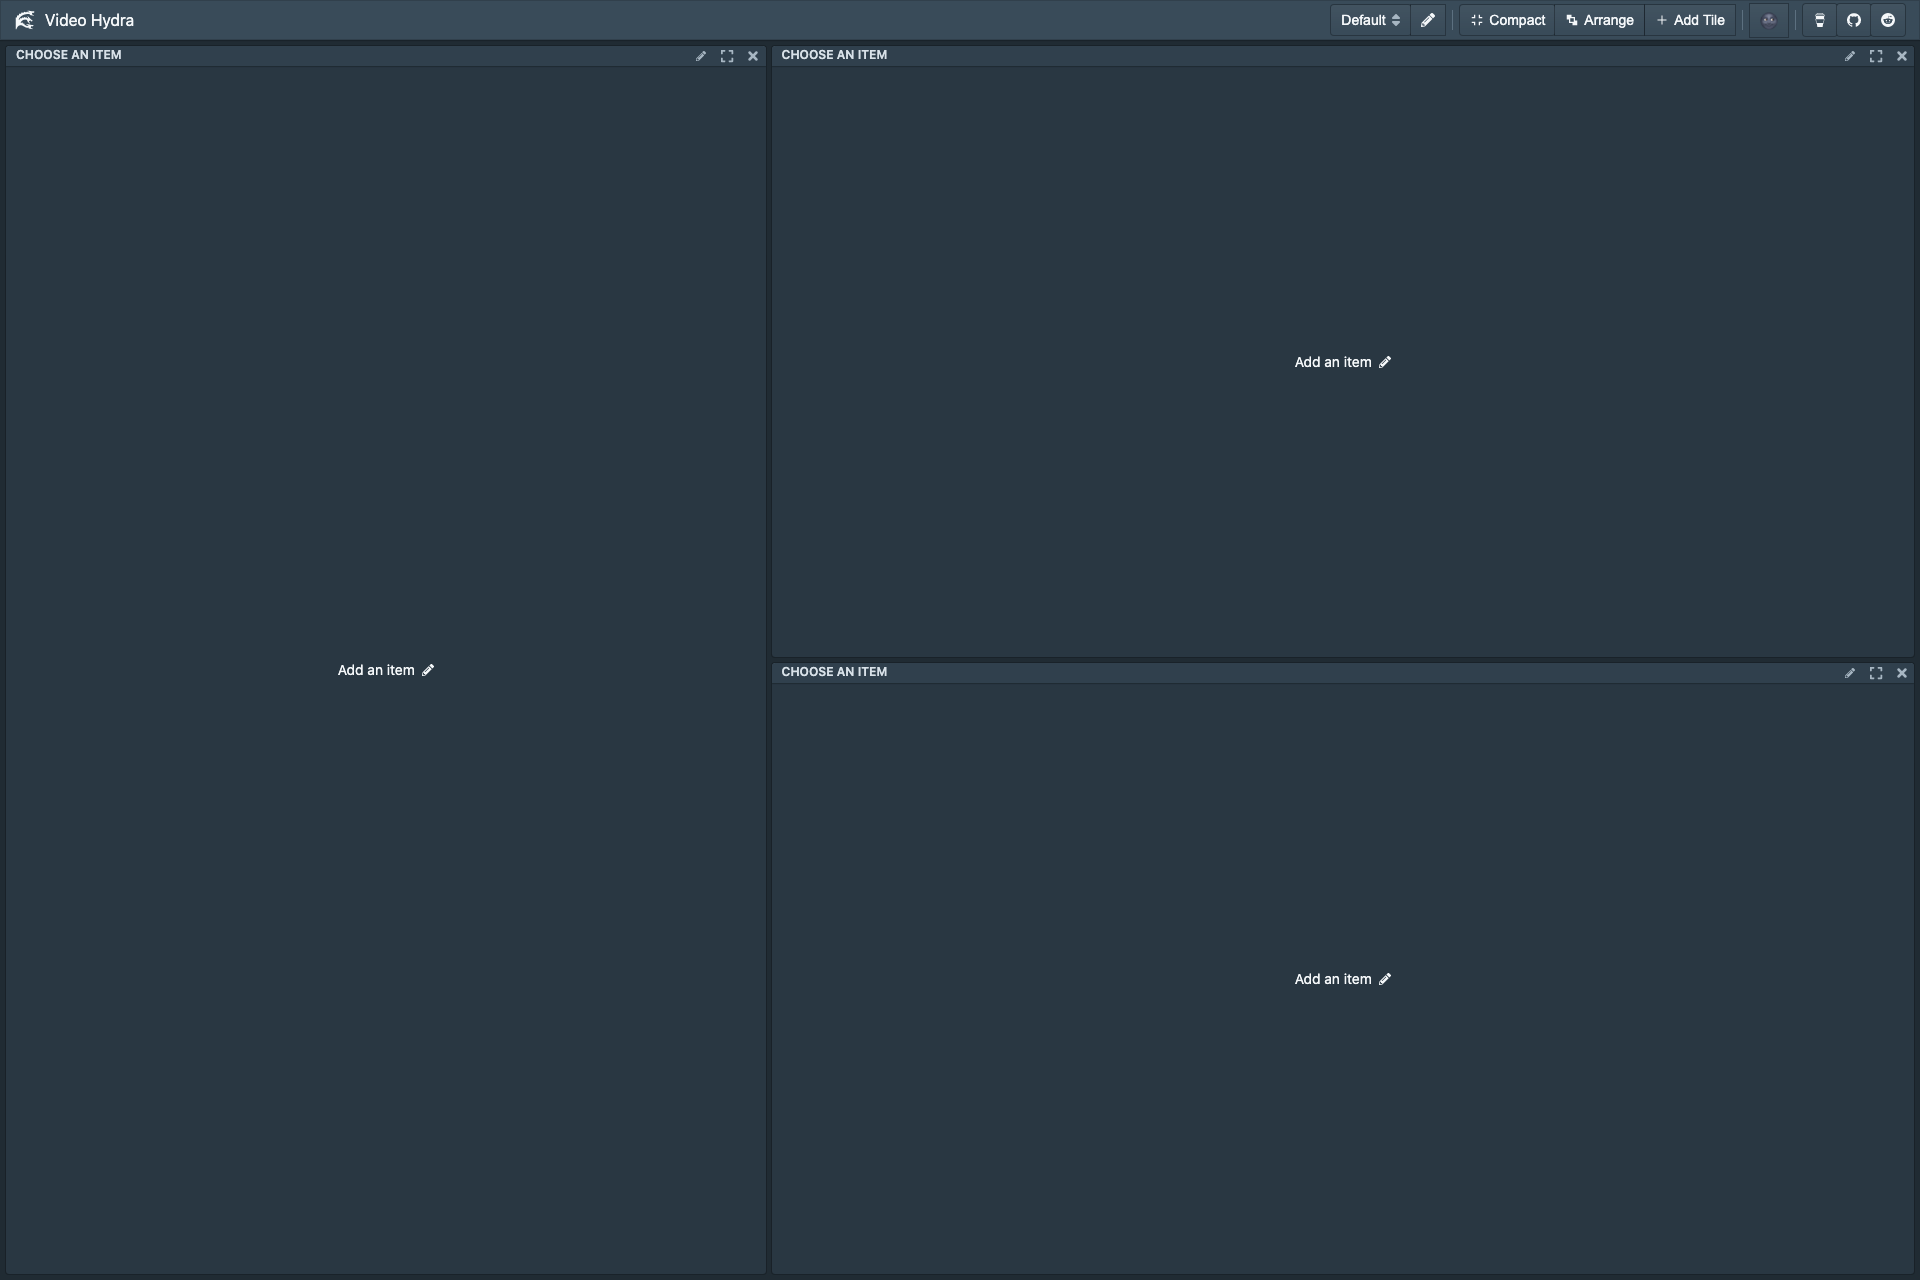 Video Hydra
Default
Compact
Arrange
Add Tile
CHOOSE AN ITEM
Add an item
CHOOSE AN ITEM
Add an item
CHOOSE AN ITEM
Add an item